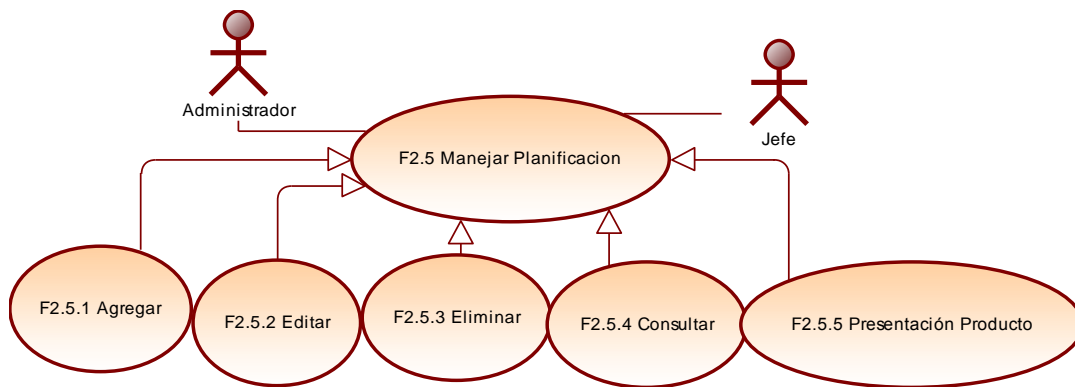 Administrador
Jefe
F2.5 Manejar Planificacion
F2.5.1 Agregar
F2.5.2 Editar
F2.5.3 Eliminar
F2.5.4 Consultar
F2.5.5 Presentación Producto